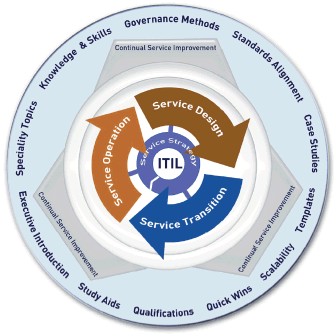 Governance Methods
Standards Alignment
Case Studies
Templates
Scalability
Quick Wins
Qualifications
Study Aids
Executive Introduction
Speciality Topics
Knowledge & Skills
Continual Service Improvement
Continual Service Improvement
Continual Service Improvement
Service Design
Service Transition
Service Operation
Service Strategy
ITIL